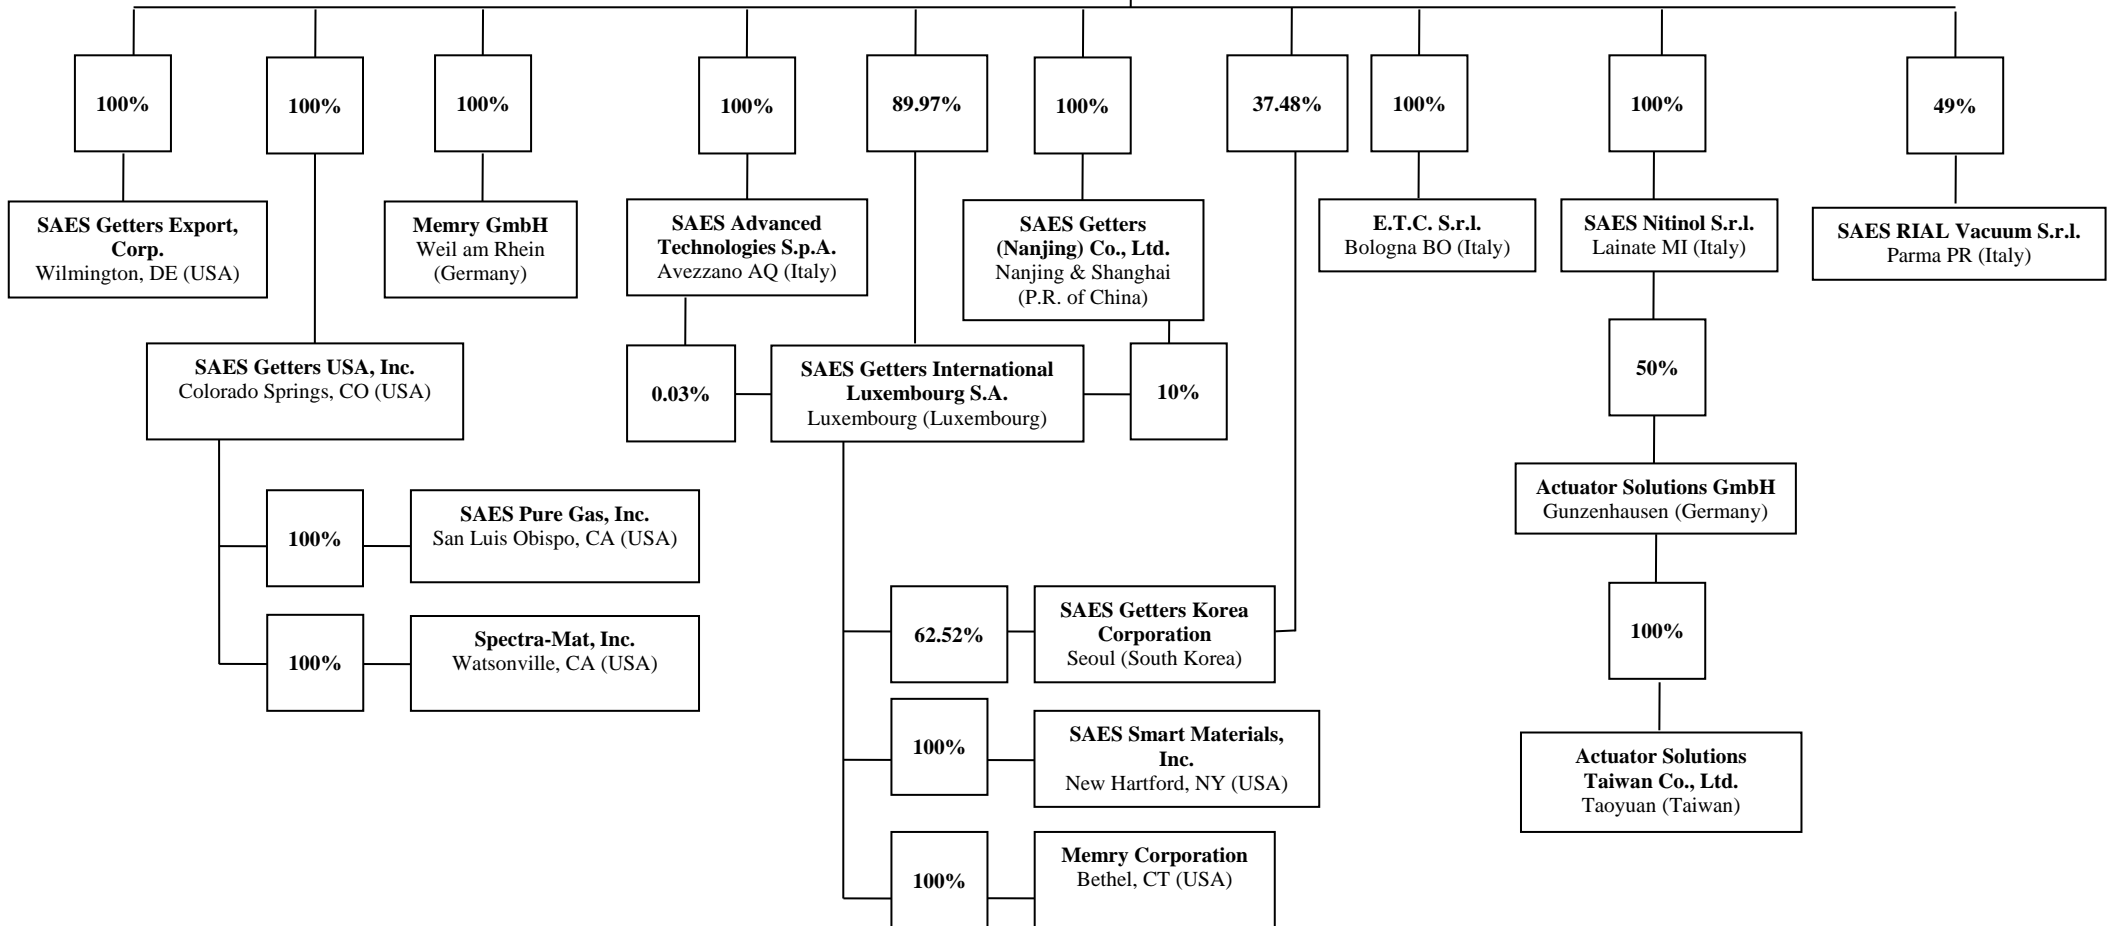 100%
100%
100%
100%
89.97%
100%
37.48%
100%
100%
49%
SAES Getters Export,
Corp.
Wilmington, DE (USA)
Memry GmbH
Weil am Rhein
(Germany)
SAES Advanced
Technologies S.p.A.
Avezzano AQ (Italy)
SAES Getters
(Nanjing) Co., Ltd.
Nanjing & Shanghai
(P.R. of China)
E.T.C. S.r.l.
Bologna BO (Italy)
SAES Nitinol S.r.l.
Lainate MI (Italy)
SAES RIAL Vacuum S.r.l.
Parma PR (Italy)
SAES Getters USA, Inc.
Colorado Springs, CO (USA)
0.03%
SAES Getters International
Luxembourg S.A.
Luxembourg (Luxembourg)
10%
50%
Actuator Solutions GmbH
Gunzenhausen (Germany)
100%
SAES Pure Gas, Inc.
San Luis Obispo, CA (USA)
100%
Spectra-Mat, Inc.
Watsonville, CA (USA)
62.52%
SAES Getters Korea
Corporation
Seoul (South Korea)
100%
100%
SAES Smart Materials,
Inc.
New Hartford, NY (USA)
Actuator Solutions
Taiwan Co., Ltd.
Taoyuan (Taiwan)
100%
Memry Corporation
Bethel, CT (USA)